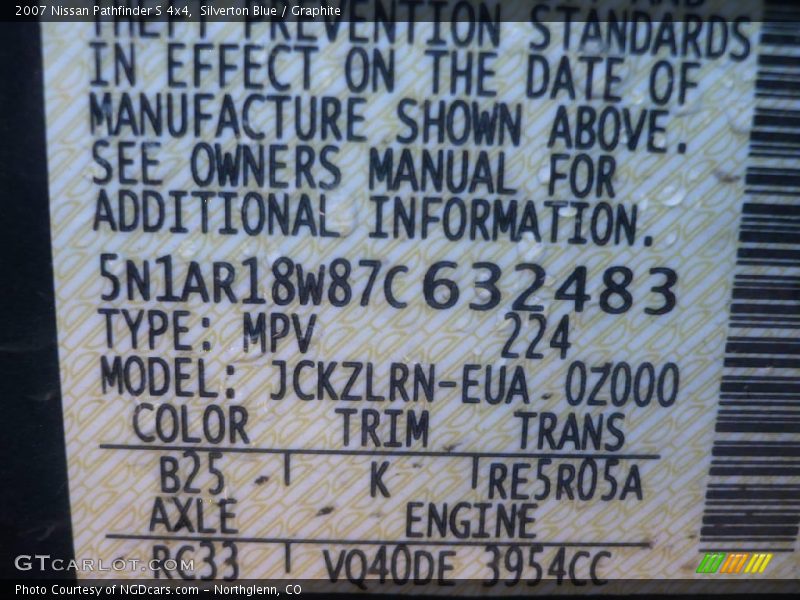 2007 Nissan Pathfinder S 4x4, Silverton Blue / Graphite
THEFT PREVENTION STANDARDS
IN EFFECT ON THE DATE OF
MANUFACTURE SHOWN ABOVE.
SEE OWNERS MANUAL FOR
ADDITIONAL INFORMATION.
5N1AR18W87C632483
TYPE: MPV 224
MODEL: JCKZLRN-EUA 0Z000
COLOR TRIM TRANS
B25 K RE5R05A
AXLE ENGINE
RC33 VQ40DE 3954CC
GTcarlot.com
Photo Courtesy of NGDcars.com - Northglenn, CO